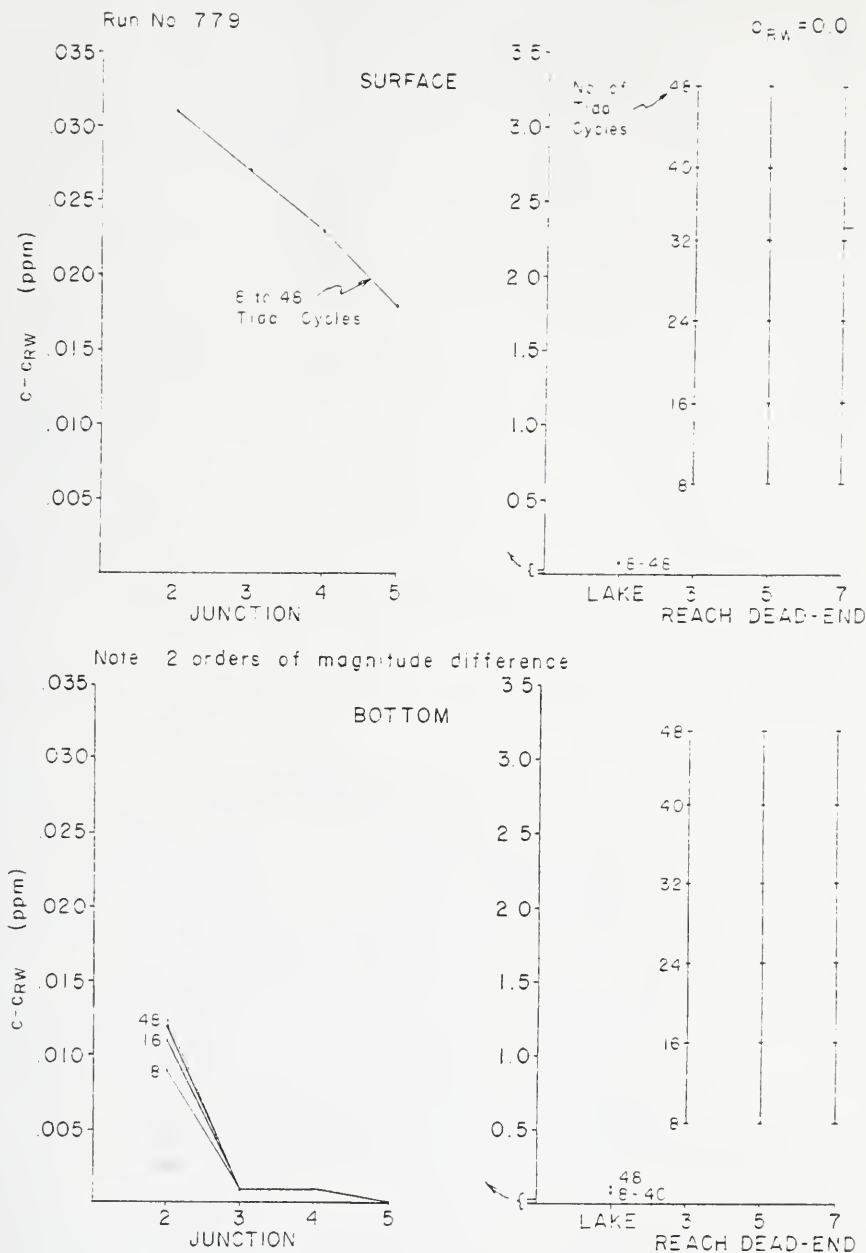 Run No 779
c RW = 0.0
SURFACE
.035
.030
.025
.020
.015
.010
.005
c - c RW (ppm)
8 to 48
Tidal Cycles
2 3 4 5
JUNCTION
3.5
3.0
2.5
2.0
1.5
1.0
0.5
No of
Tidal
Cycles
48
40
32
24
16
8
8-48
LAKE 3 5 7
REACH DEAD-END
Note 2 orders of magnitude difference
BOTTOM
.035
.030
.025
.020
.015
.010
.005
c - c RW (ppm)
48
16
8
2 3 4 5
JUNCTION
3.5
3.0
2.5
2.0
1.5
1.0
0.5
48
40
32
24
16
8
48
8-40
LAKE 3 5 7
REACH DEAD-END